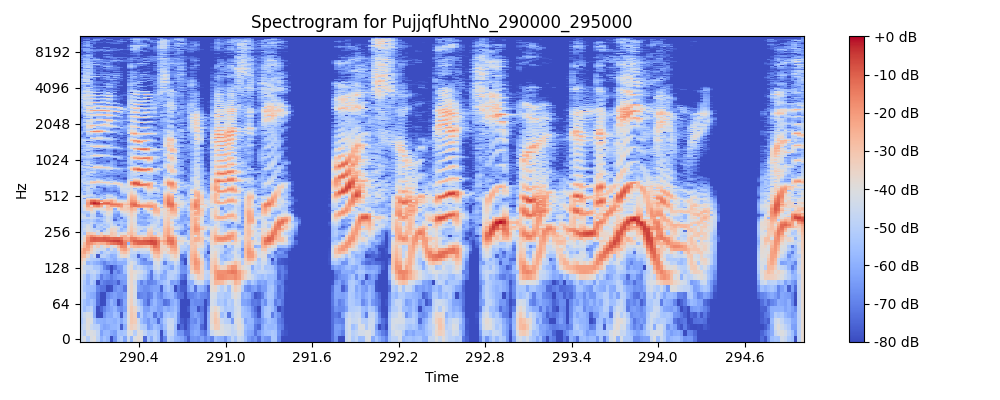 Spectrogram for PujjqfUhtNo_290000_295000
Hz
8192
4096
2048
1024
512
256
128
64
0
290.4 291.0 291.6 292.2 292.8 293.4 294.0 294.6
Time
+0 dB
-10 dB
-20 dB
-30 dB
-40 dB
-50 dB
-60 dB
-70 dB
-80 dB